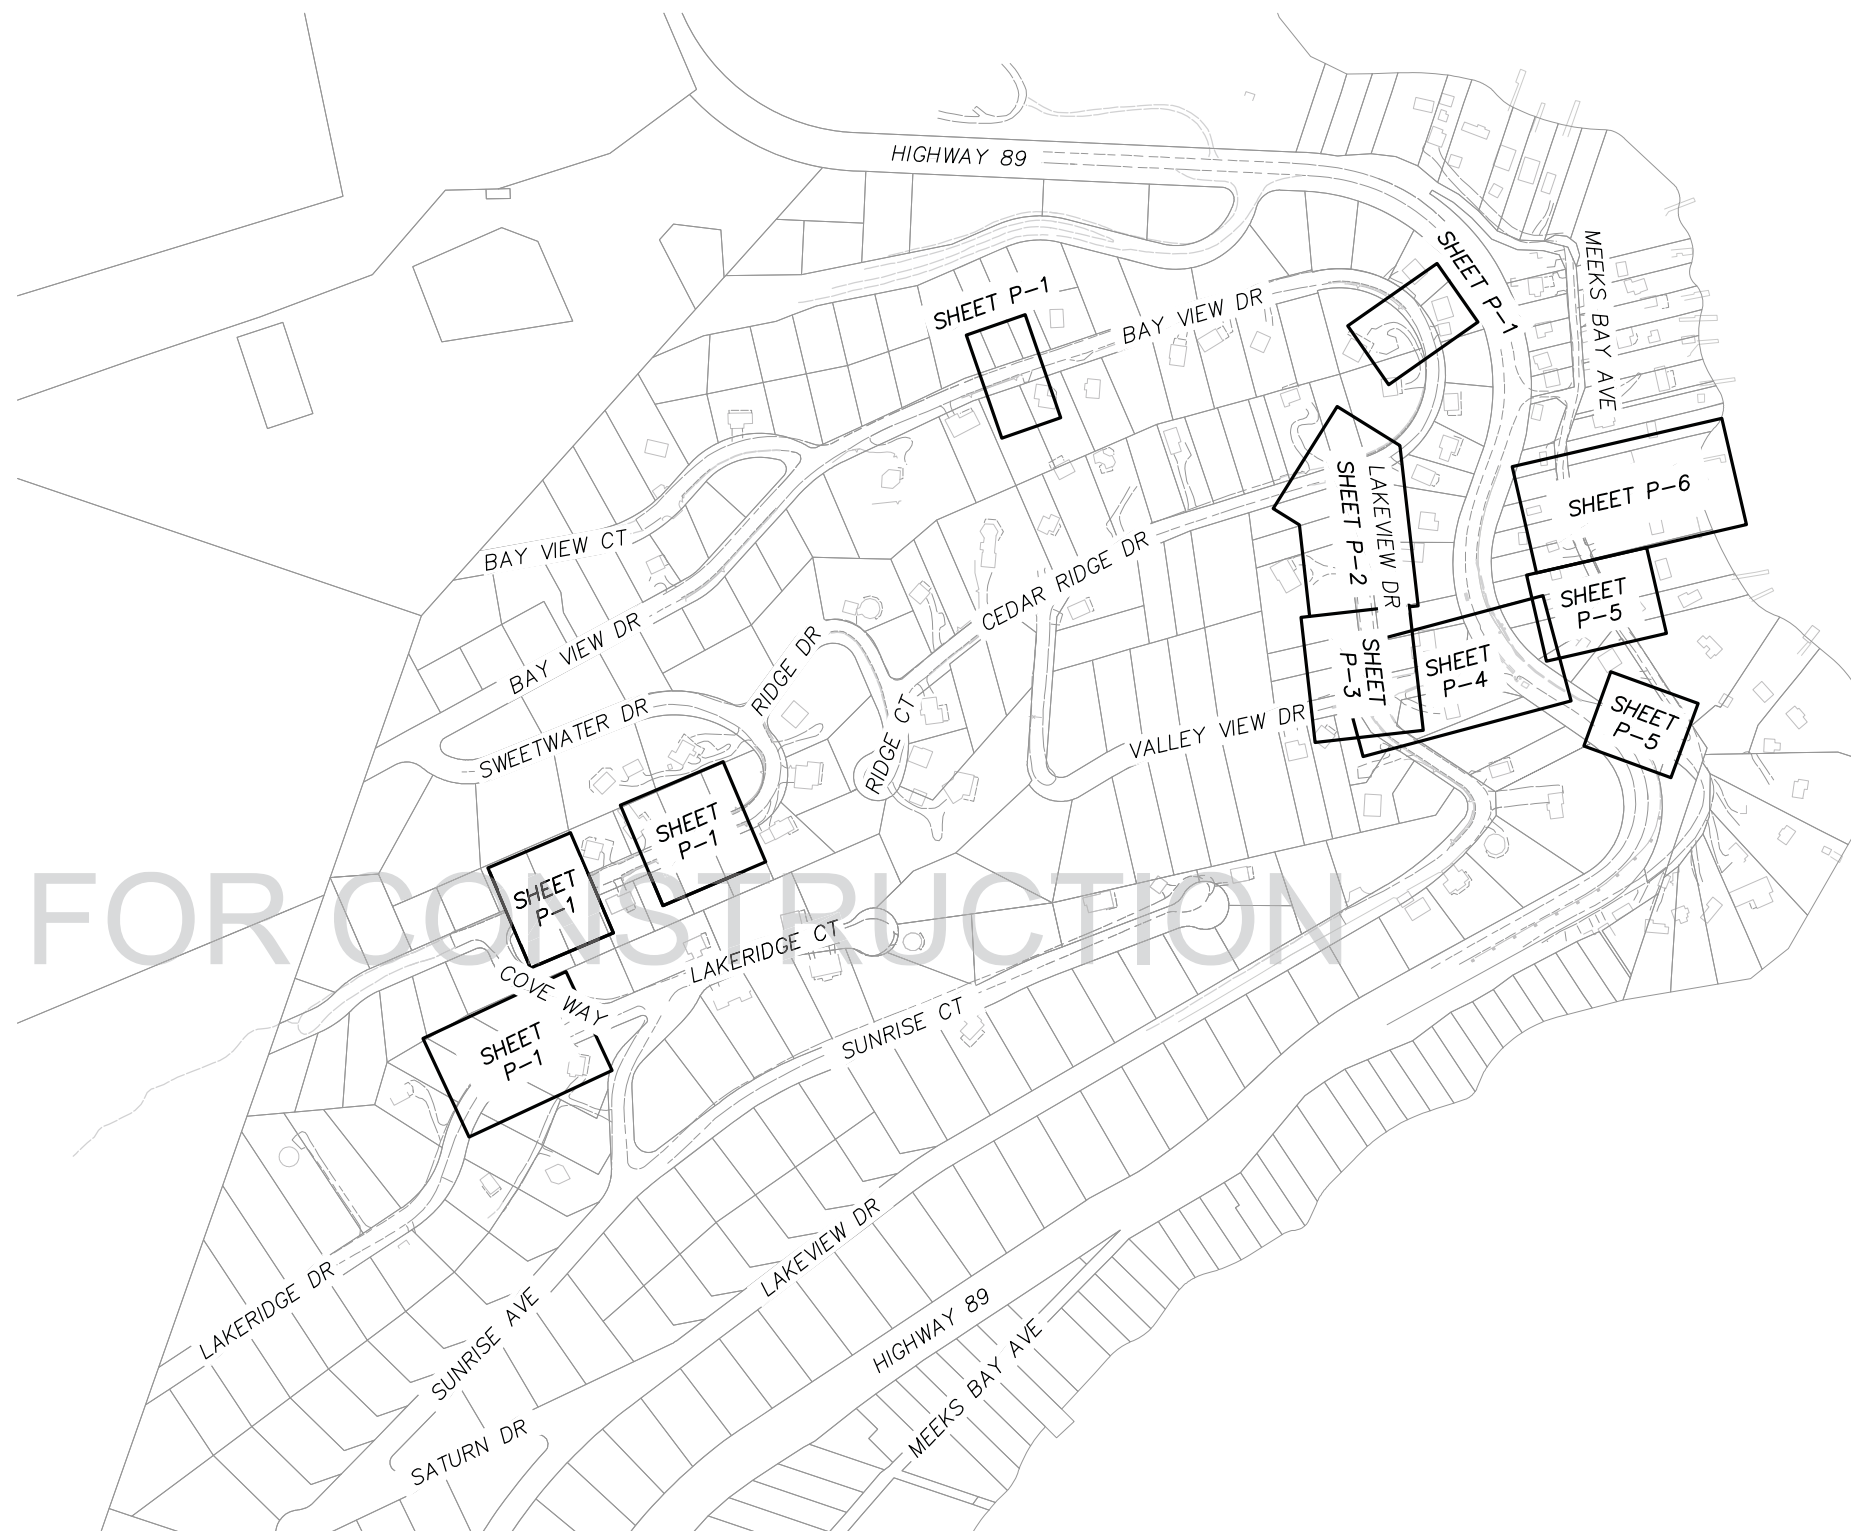 HIGHWAY 89
MEEKS BAY AVE
SHEET P-1
SHEET P-1
BAY VIEW DR
LAKEVIEW DR
SHEET P-2
SHEET P-6
BAY VIEW CT
CEDAR RIDGE DR
SHEET
P-5
BAY VIEW DR
RIDGE DR
SHEET
P-3
SHEET
P-4
SWEETWATER DR
RIDGE CT
VALLEY VIEW DR
SHEET
P-5
SHEET
P-1
SHEET
P-1
FOR CONSTRUCTION
LAKERIDGE CT
COVE WAY
SHEET
P-1
SUNRISE CT
LAKERIDGE DR
LAKEVIEW DR
SUNRISE AVE
HIGHWAY 89
MEEKS BAY AVE
SATURN DR